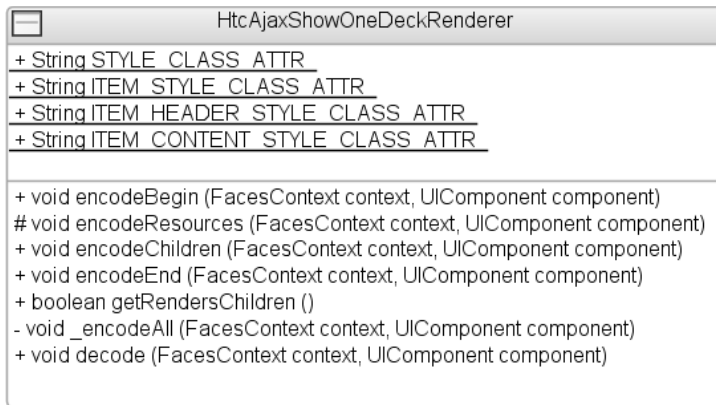 HtcAjaxShowOneDeckRenderer
+ String STYLE_CLASS_ATTR
+ String ITEM_STYLE_CLASS_ATTR
+ String ITEM_HEADER_STYLE_CLASS_ATTR
+ String ITEM_CONTENT_STYLE_CLASS_ATTR
+ void encodeBegin (FacesContext context, UIComponent component)
# void encodeResources (FacesContext context, UIComponent component)
+ void encodeChildren (FacesContext context, UIComponent component)
+ void encodeEnd (FacesContext context, UIComponent component)
+ boolean getRendersChildren ()
- void _encodeAll (FacesContext context, UIComponent component)
+ void decode (FacesContext context, UIComponent component)